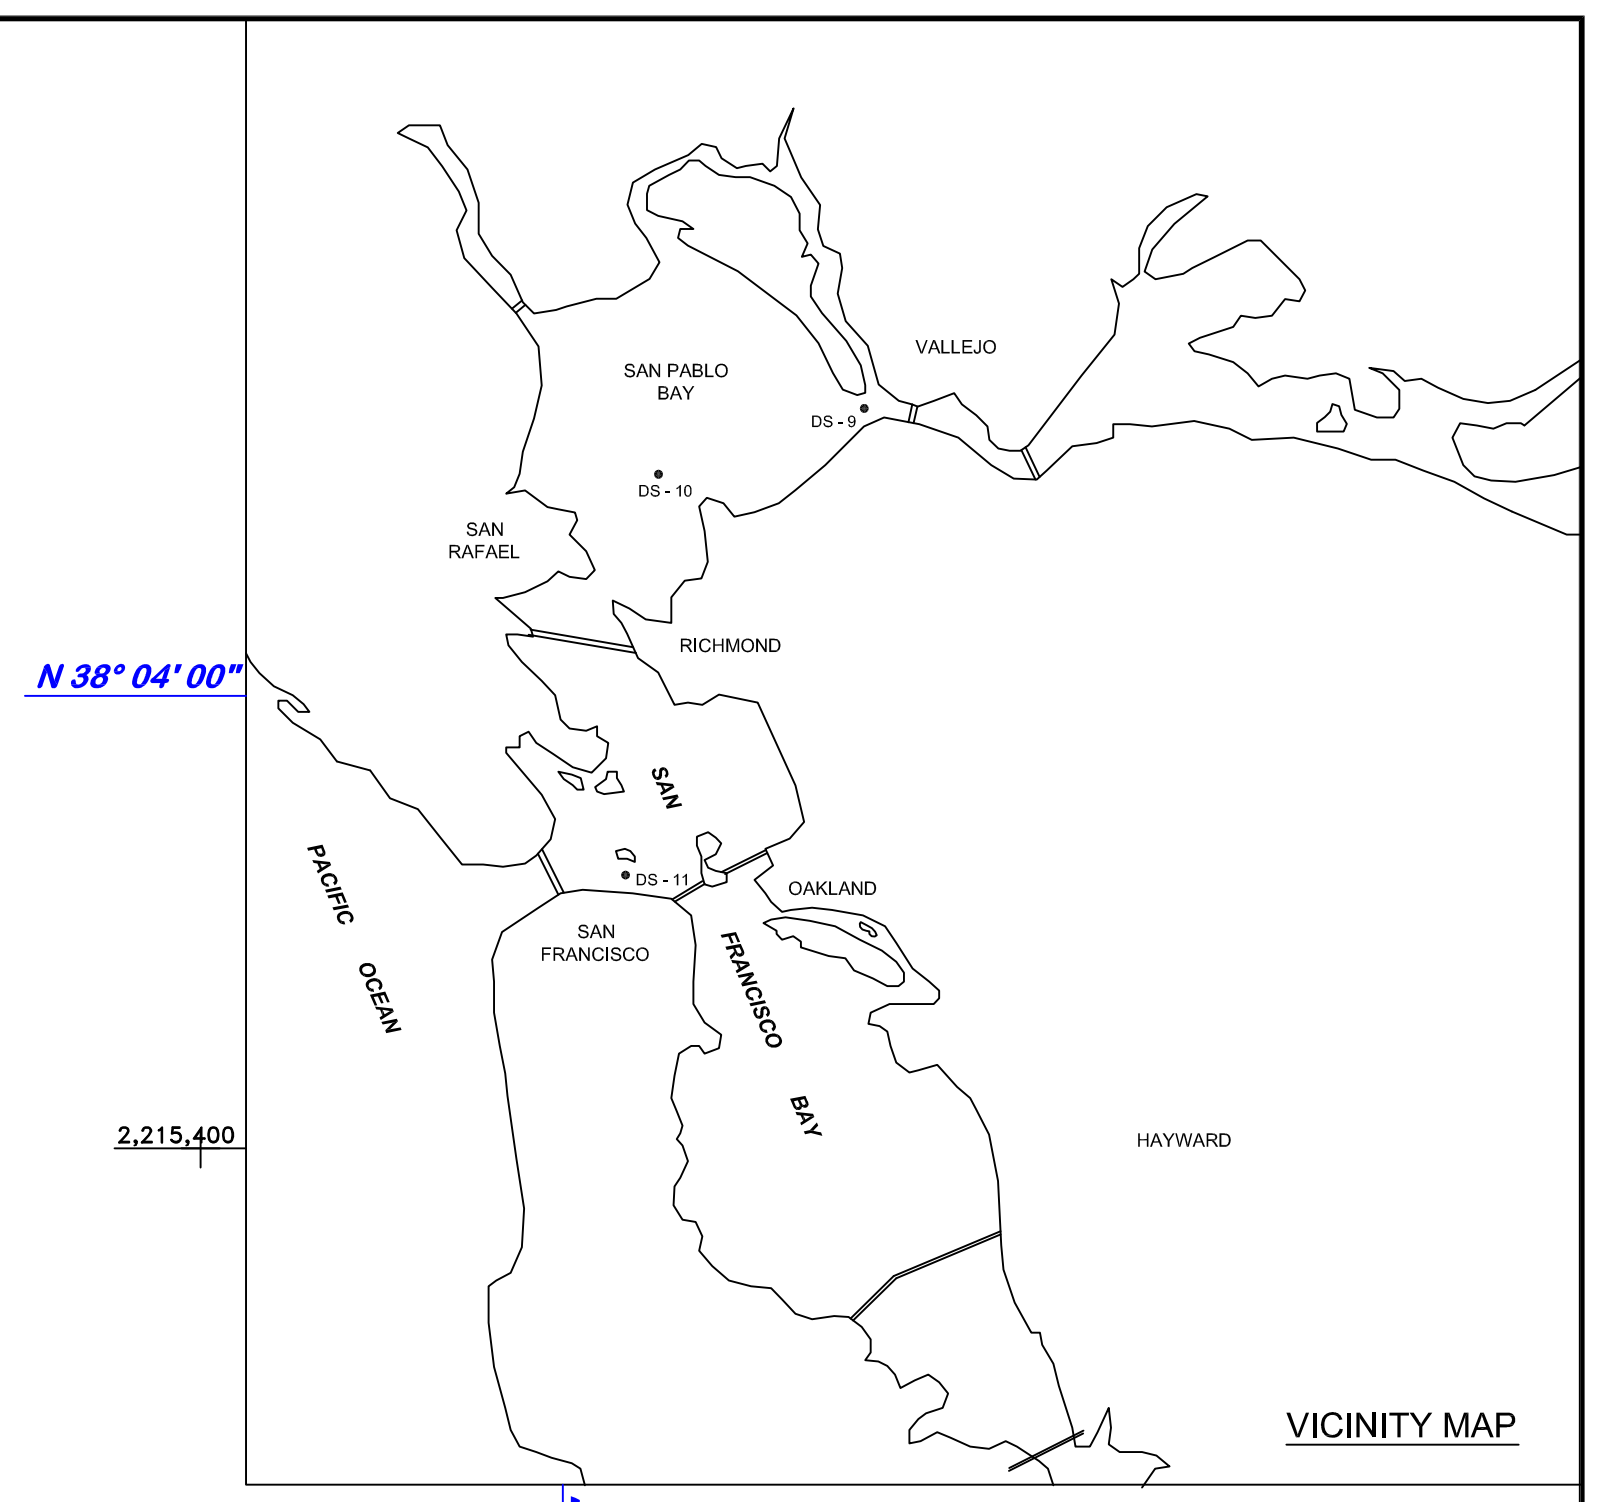 VALLEJO
SAN PABLO
BAY
DS - 9
DS - 10
SAN
RAFAEL
RICHMOND
N 38° 04' 00"
SAN
FRANCISCO
BAY
PACIFIC
OCEAN
DS - 11
OAKLAND
SAN
FRANCISCO
2,215,400
HAYWARD
VICINITY MAP